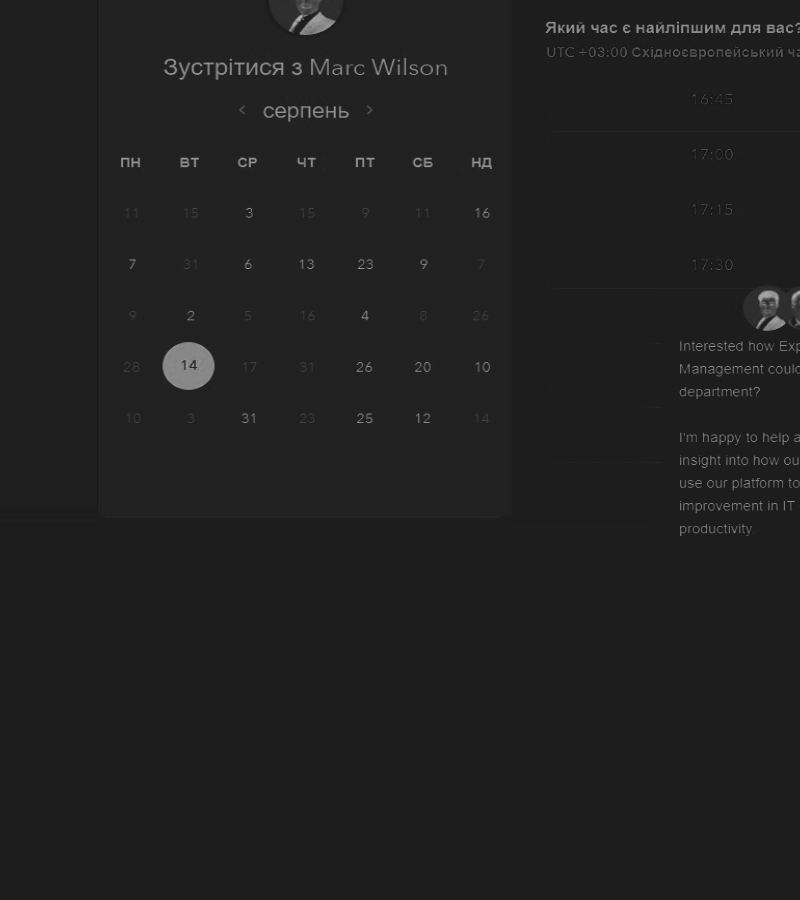 Зустрітися з Marc Wilson
серпень
ПН ВТ СР ЧТ ПТ СБ НД
11 15 3 15 9 11 16
7 31 6 13 23 9 7
9 2 5 16 4 8 26
28 14 17 31 26 20 10
10 3 31 23 25 12 14
Який час є найліпшим для вас?
UTC +03:00 Східноєвропейський
16:45
17:00
17:15
17:30
Interested how
Management
department?
I'm happy to help
insight into how
use our platform to
improvement in IT
productivity.